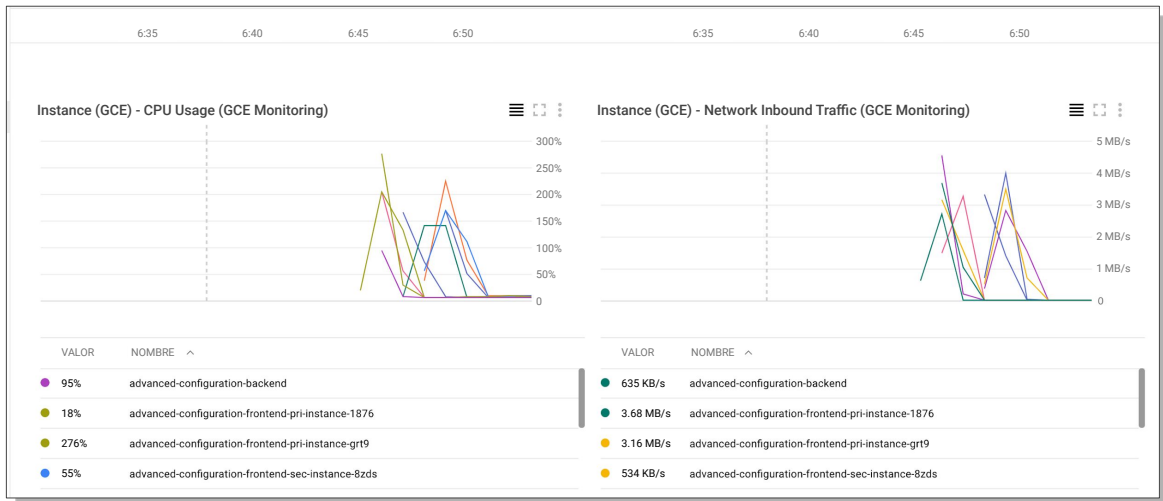 6:35 6:40 6:45 6:50 6:35 6:40 6:45 6:50
Instance (GCE) - CPU Usage (GCE Monitoring)
300%
250%
200%
150%
100%
50%
0
VALOR NOMBRE
95% advanced-configuration-backend
18% advanced-configuration-frontend-pri-instance-1876
276% advanced-configuration-frontend-pri-instance-grt9
55% advanced-configuration-frontend-sec-instance-8zds
Instance (GCE) - Network Inbound Traffic (GCE Monitoring)
5 MB/s
4 MB/s
3 MB/s
2 MB/s
1 MB/s
0
VALOR NOMBRE
635 KB/s advanced-configuration-backend
3.68 MB/s advanced-configuration-frontend-pri-instance-1876
3.16 MB/s advanced-configuration-frontend-pri-instance-grt9
534 KB/s advanced-configuration-frontend-sec-instance-8zds